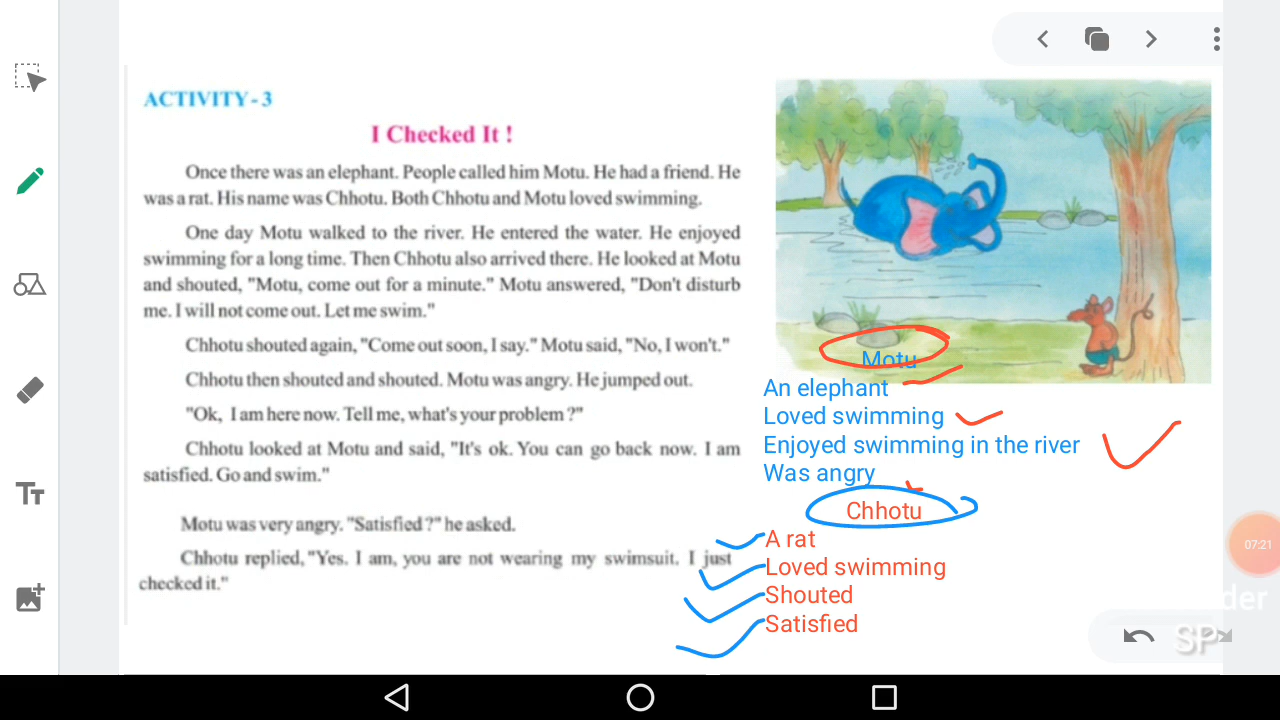 ACTIVITY-3
I Checked It !
Once there was an elephant. People called him Motu. He had a friend. He
was a rat. His name was Chhotu. Both Chhotu and Motu loved swimming.
One day Motu walked to the river. He entered the water. He enjoyed
swimming for a long time. Then Chhotu also arrived there. He looked at Motu
and shouted, "Motu, come out for a minute." Motu answered, "Don't disturb
me. I will not come out. Let me swim."
Chhotu shouted again, "Come out soon, I say." Motu said, "No, I won't."
Chhotu then shouted and shouted. Motu was angry. He jumped out.
"Ok, I am here now. Tell me, what's your problem ?"
Chhotu looked at Motu and said, "It's ok. You can go back now. I am
satisfied. Go and swim."
Motu was very angry. "Satisfied ?" he asked.
Chhotu replied, "Yes. I am, you are not wearing my swimsuit. I just
checked it."
Motu
An elephant
Loved swimming
Enjoyed swimming in the river
Was angry
Chhotu
A rat
Loved swimming
Shouted
Satisfied
07:21
SP
Tт